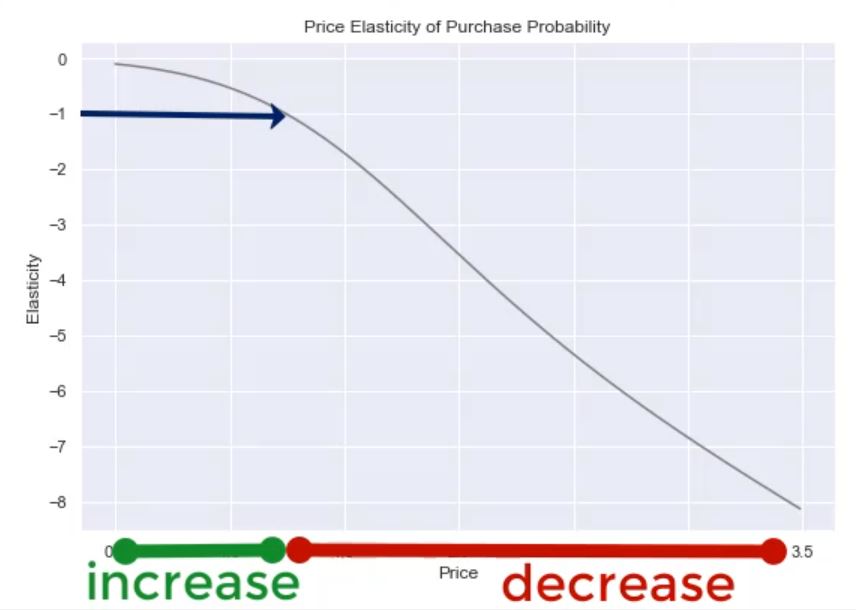 Price Elasticity of Purchase Probability
0
−1
−2
−3
−4
−5
−6
−7
−8
Elasticity
3.5
Price
increase
decrease